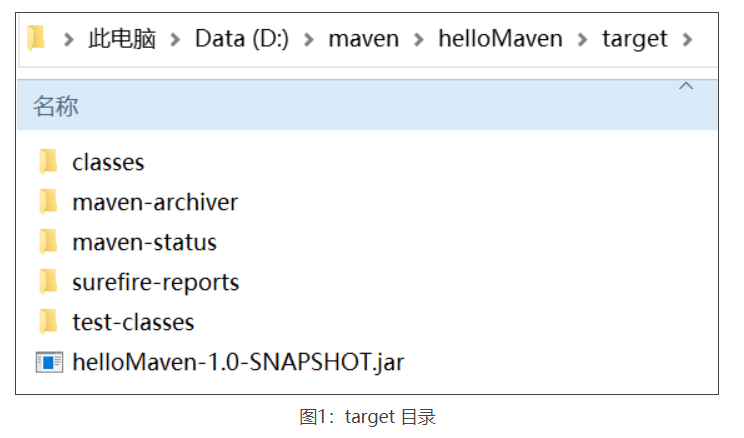 此电脑 > Data (D:) > maven > helloMaven > target >
名称
classes
maven-archiver
maven-status
surefire-reports
test-classes
helloMaven-1.0-SNAPSHOT.jar
图1：target 目录